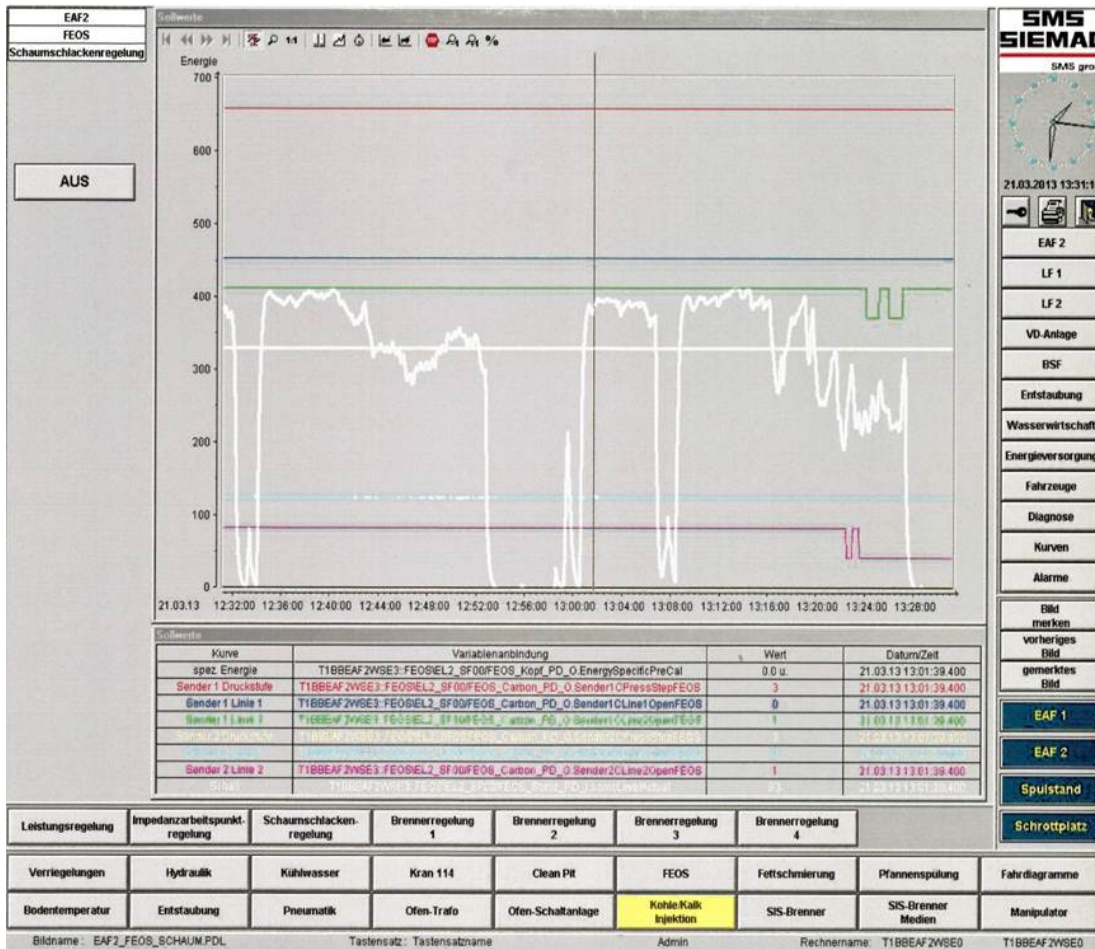 EAF2
FEOS
Schaumschlackenregelung
AUS
Sollwerte
1:1
%
Energie
700
600
500
400
300
200
100
0
21.03.13 12:32:00 12:36:00 12:40:00 12:44:00 12:48:00 12:52:00 12:56:00 13:00:00 13:04:00 13:08:00 13:12:00 13:16:00 13:20:00 13:24:00 13:28:00
Sollwerte
Kurve Variablenanbindung Wert Datum/Zeit
spez. Energie T1BBEAF2WSE3::FEOS\EL2_SF00/FEOS_Kopf_PD_O.EnergySpecificPreCal 0.0 u. 21.03.13 13:01:39.400
Sender 1 Druckstufe T1BBEAF2WSE3::FEOS\EL2_SF00/FEOS_Carbon_PD_O.Sender1CPressStepFEOS 3 21.03.13 13:01:39.400
Sender 1 Linie 1 T1BBEAF2WSE3::FEOS\EL2_SF00/FEOS_Carbon_PD_O.Sender1CLine1OpenFEOS 0 21.03.13 13:01:39.400
Sender 2 Linie 2 T1BBEAF2WSE3::FEOS\EL2_SF00/FEOS_Carbon_PD_O.Sender2CLine2OpenFEOS 1 21.03.13 13:01:39.400
SMS
SIEMAG
SMS gro
21.03.2013 13:31:1
EAF 2
LF 1
LF 2
VD-Anlage
BSF
Entstaubung
Wasserwirtschaft
Energieversorgung
Fahrzeuge
Diagnose
Kurven
Alarme
Bild
merken
vorheriges
Bild
gemerktes
Bild
EAF 1
EAF 2
Spulstand
Schrottplatz
Leistungsregelung
Impedanzarbeitspunkt-
regelung
Schaumschlacken-
regelung
Brennerregelung
1
Brennerregelung
2
Brennerregelung
3
Brennerregelung
4
Verriegelungen
Hydraulik
Kühlwasser
Kran 114
Clean Pit
FEOS
Fettschmierung
Pfannenspülung
Fahrdiagramme
Bodentemperatur
Entstaubung
Pneumatik
Ofen-Trafo
Ofen-Schaltanlage
Kohle/Kalk
Injektion
SIS-Brenner
SIS-Brenner
Medien
Manipulator
Bildname : EAF2_FEOS_SCHAUM.PDL Tastensatz : Tastensatzname Admin Rechnername: T1BBEAF2WSE0 T1BBEAF2WSE0